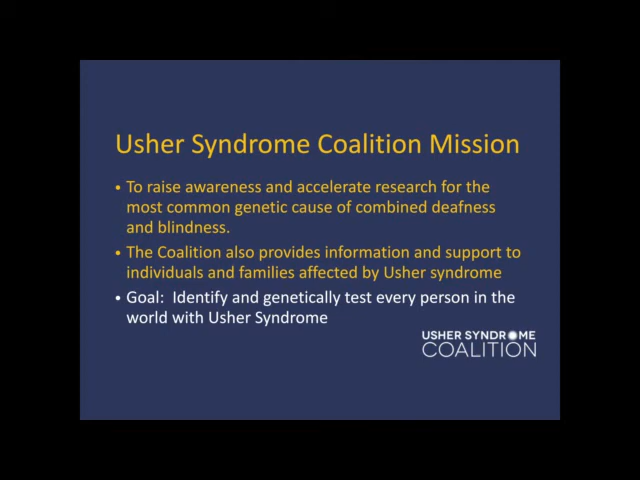 Usher Syndrome Coalition Mission
• To raise awareness and accelerate research for the
most common genetic cause of combined deafness
and blindness.
• The Coalition also provides information and support to
individuals and families affected by Usher syndrome
• Goal:  Identify and genetically test every person in the
world with Usher Syndrome
USHER SYNDROME
COALITION